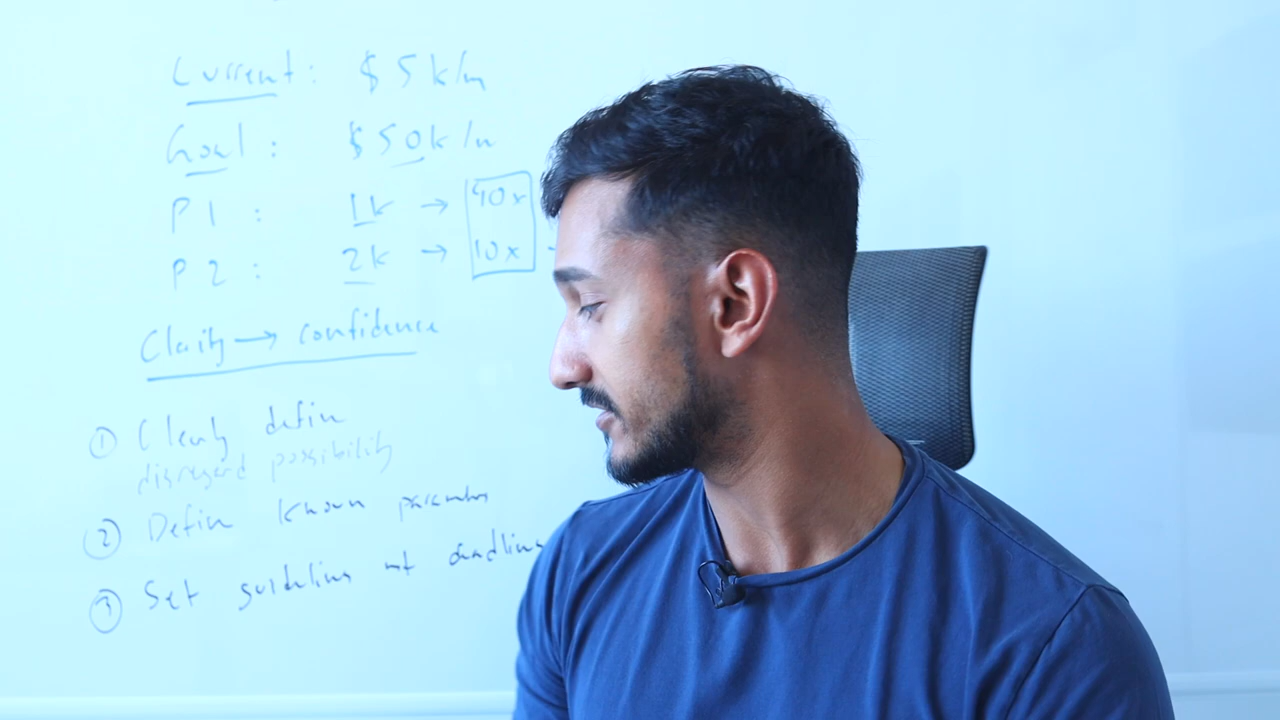 Current: $5k/m
Goal: $50k/m
P1: 1k → 40x
P2: 2k → 10x -
Clarity → confidence
① Clearly define
disregard possibility
② Define known
③ Set guidelines not deadlines